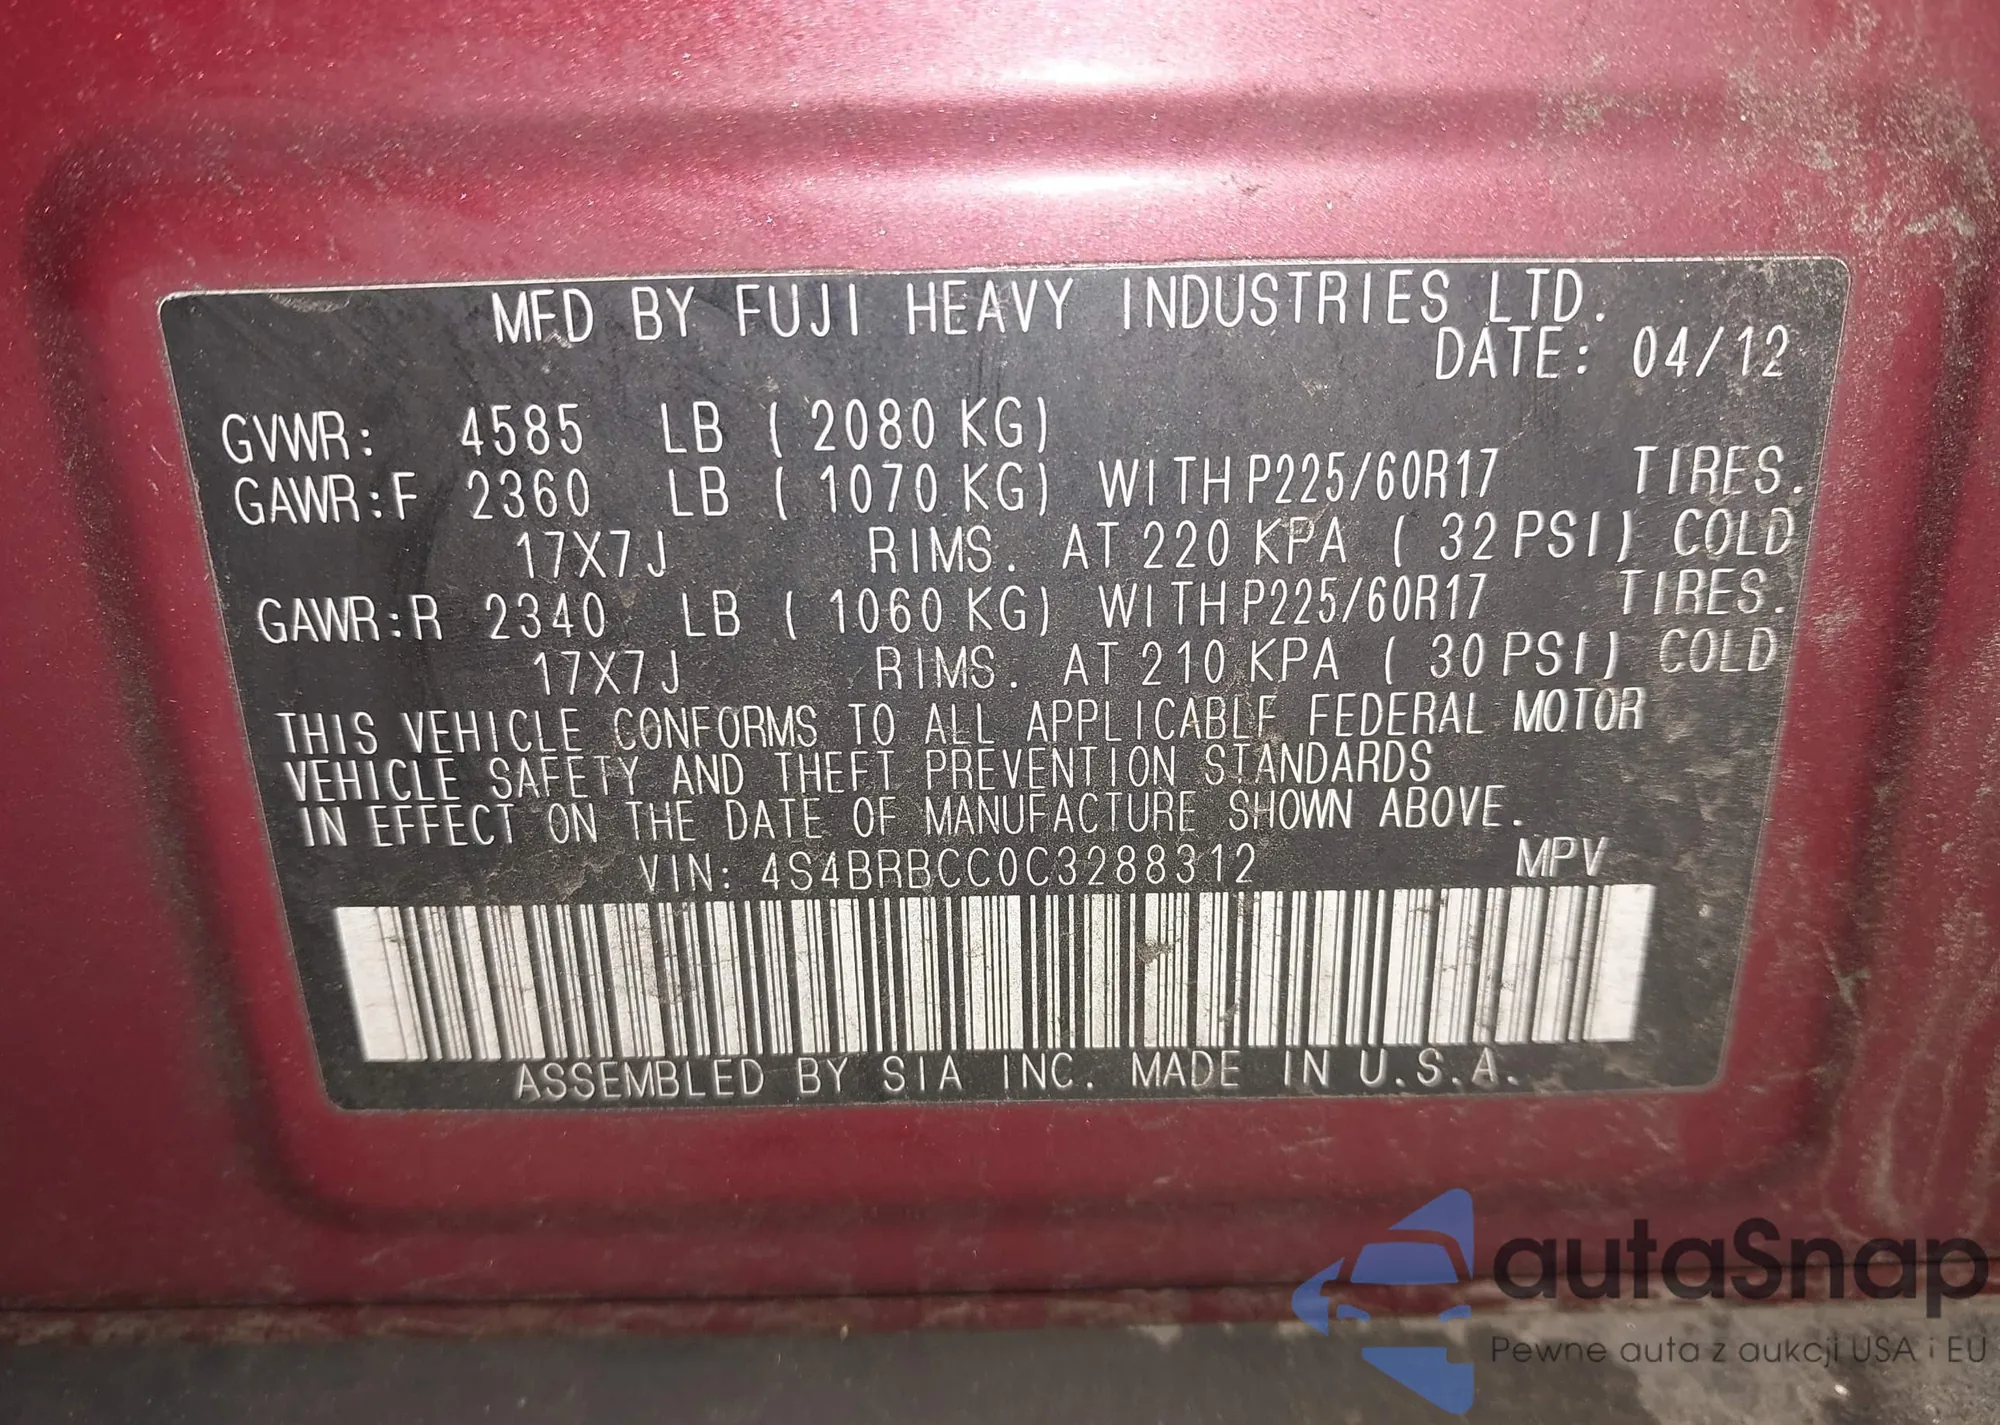 MFD BY FUJI HEAVY INDUSTRIES LTD.
DATE: 04/12
GVWR: 4585 LB (2080 KG)
GAWR:F 2360 LB (1070 KG) WITH P225/60R17 TIRES.
17X7J RIMS. AT 220 KPA (32 PSI) COLD
GAWR:R 2340 LB (1060 KG) WITH P225/60R17 TIRES.
17X7J RIMS. AT 210 KPA (30 PSI) COLD
THIS VEHICLE CONFORMS TO ALL APPLICABLE FEDERAL MOTOR
VEHICLE SAFETY AND THEFT PREVENTION STANDARDS
IN EFFECT ON THE DATE OF MANUFACTURE SHOWN ABOVE.
VIN: 4S4BRBCC0C3288312 MPV
ASSEMBLED BY SIA INC. MADE IN U.S.A.
autaSnap
Pewne auta z aukcji USA i EU